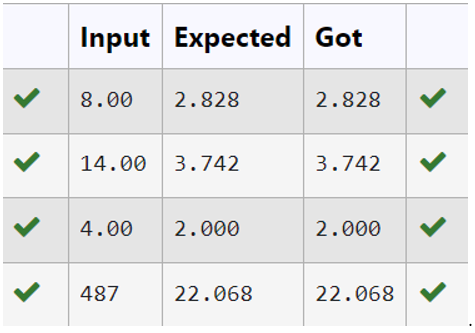 Input Expected Got
8.00 2.828 2.828
14.00 3.742 3.742
4.00 2.000 2.000
487 22.068 22.068